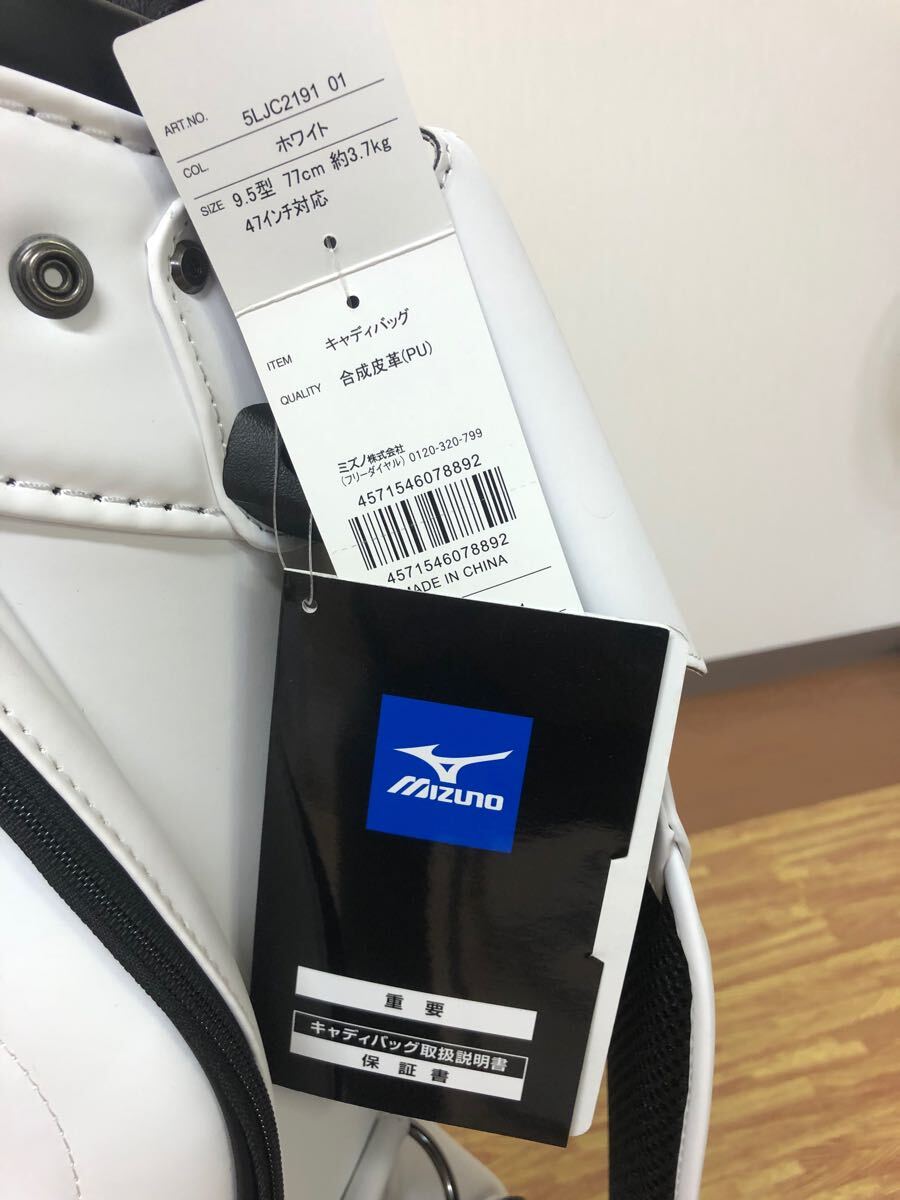 ART.NO. 5LJC2191 01
COL. ホワイト
SIZE 9.5型 77cm 約3.7kg
47インチ対応
ITEM キャディバッグ
QUALITY 合成皮革(PU)
ミズノ株式会社
(フリーダイヤル) 0120-320-799
4571546078892
4571546078892
MADE IN CHINA
MIZUNO
重要
キャディバッグ取扱説明書
保証書